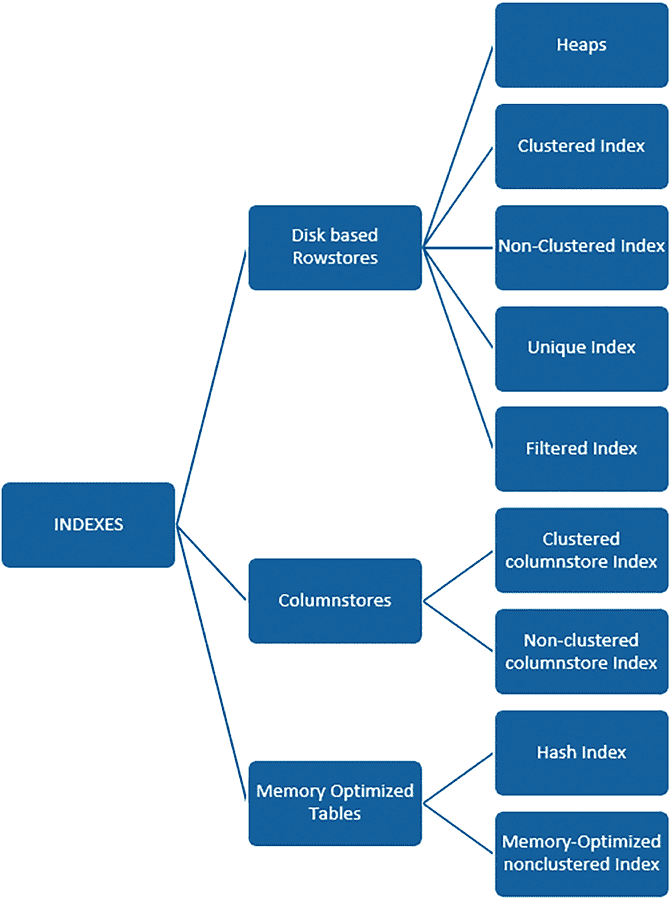 Heaps
Clustered Index
Disk based
Rowstores
Non-Clustered Index
Unique Index
Filtered Index
INDEXES
Clustered
columnstore Index
Columnstores
Non-clustered
columnstore Index
Hash Index
Memory Optimized
Tables
Memory-Optimized
nonclustered Index